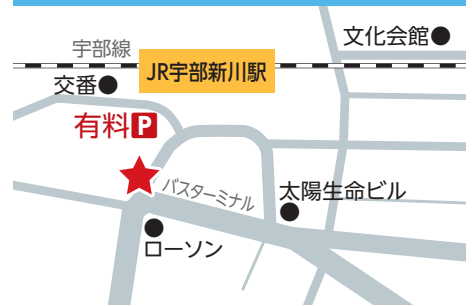 文化会館●
宇部線
JR宇部新川駅
交番●
有料P
バスターミナル
太陽生命ビル
ローソン